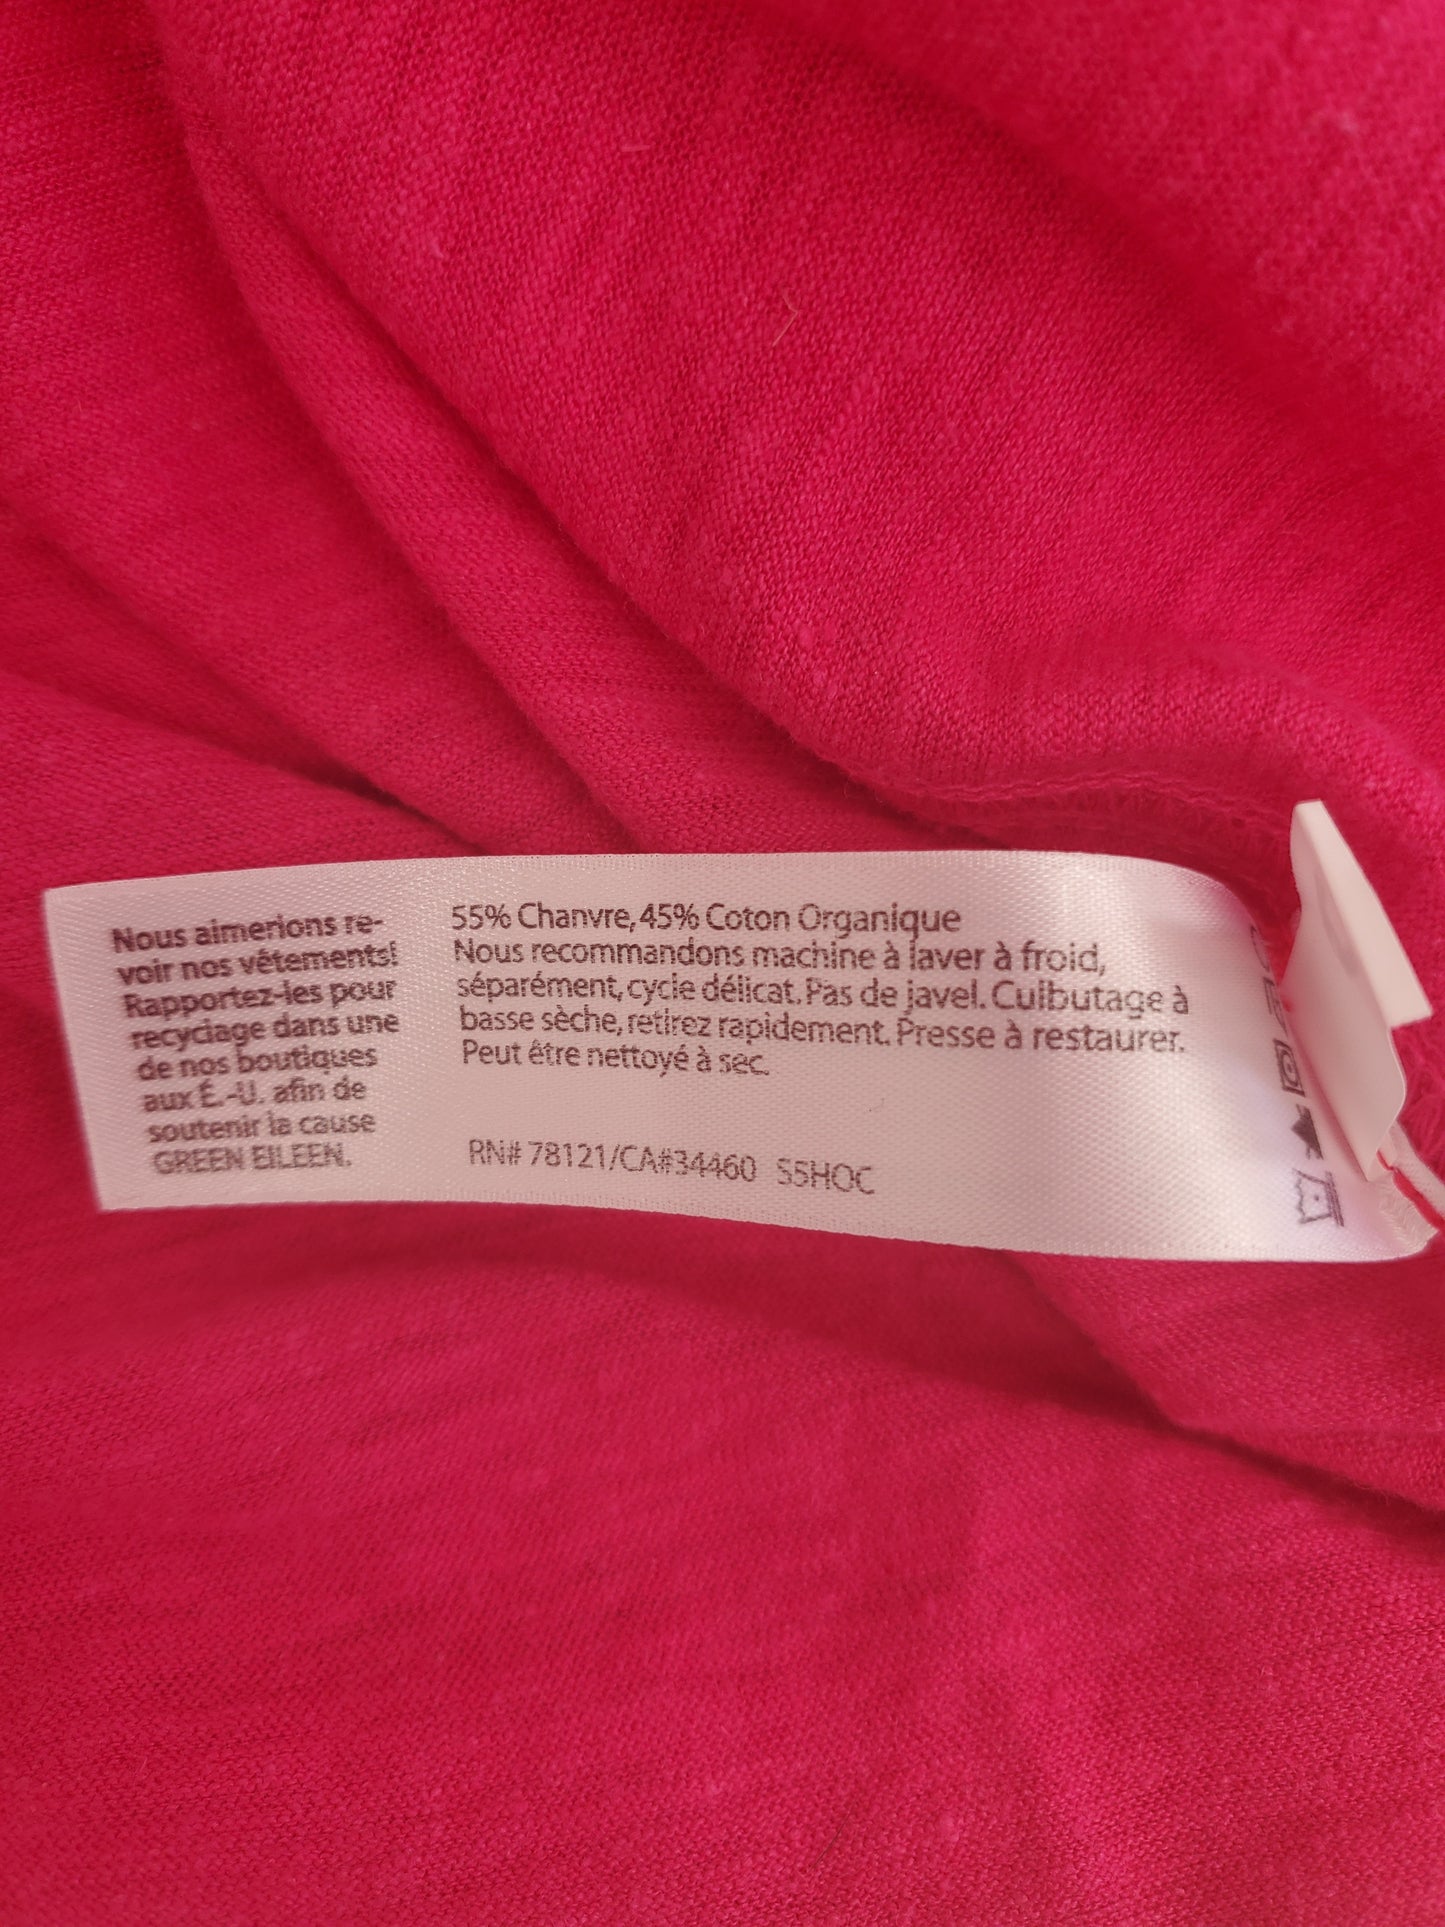 Nous aimerions re-
voir nos vêtements!
Rapportez-les pour
recyclage dans une
de nos boutiques
aux É.-U. afin de
soutenir la cause
GREEN EILEEN.
55% Chanvre, 45% Coton Organique
Nous recommandons machine à laver à froid,
séparément, cycle délicat. Pas de javel. Culbutage à
basse sèche, retirez rapidement. Presse à restaurer.
Peut être nettoyé à sec.
RN# 78121/CA#34460 S5HOC